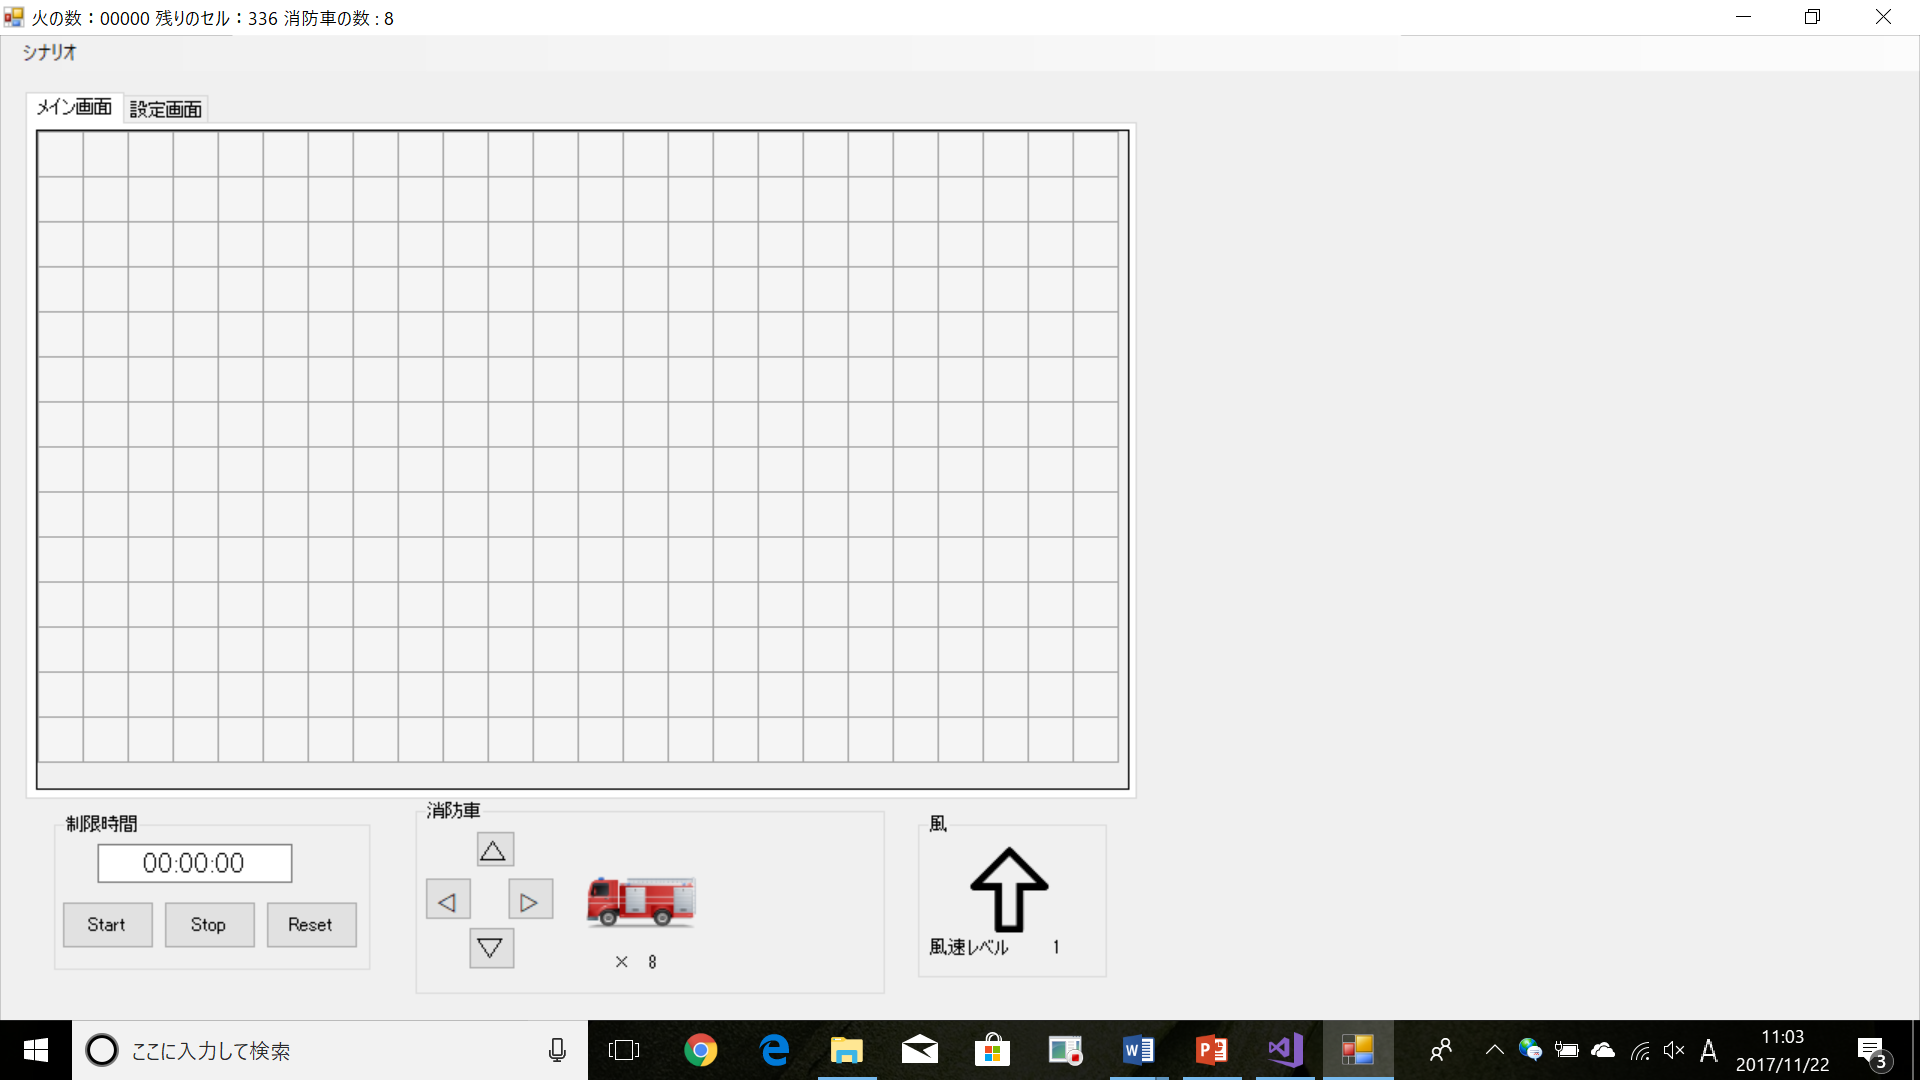 火の数：00000 残りのセル：336 消防車の数 : 8
シナリオ
メイン画面 設定画面
制限時間
00:00:00
Start Stop Reset
消防車
△
◁ ▷
▽
× 8
風
風速レベル 1
ここに入力して検索
A
11:03
2017/11/22
3